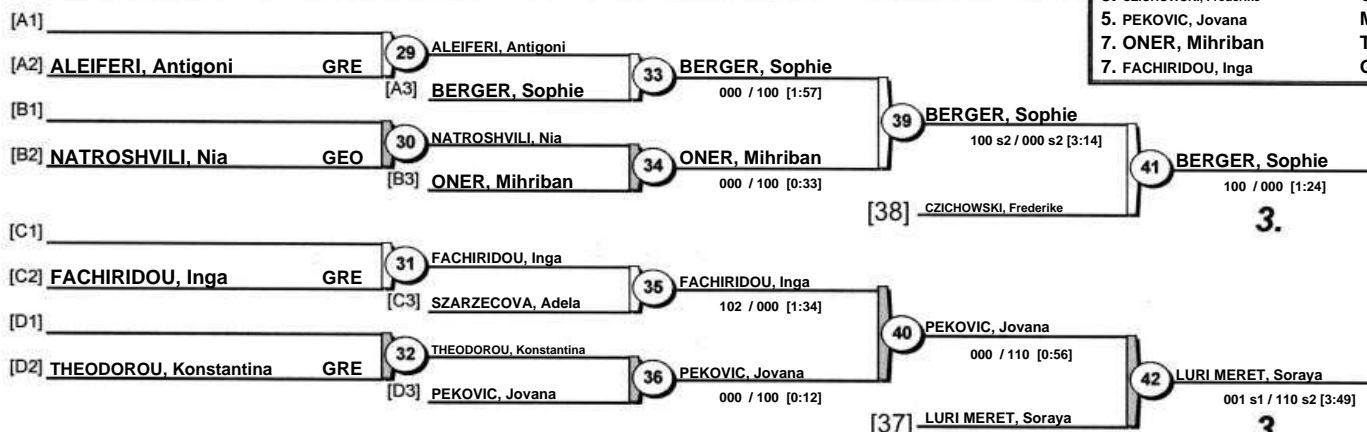 5. PEKOVIC, Jovana M
7. ONER, Mihriban T
7. FACHIRIDOU, Inga
[A1]
[A2] ALEIFERI, Antigoni GRE
29
ALEIFERI, Antigoni
[A3] BERGER, Sophie
33
BERGER, Sophie
000 / 100 [1:57]
[B1]
[B2] NATROSHVILI, Nia GEO
30
NATROSHVILI, Nia
[B3] ONER, Mihriban
34
ONER, Mihriban
000 / 100 [0:33]
39
BERGER, Sophie
100 s2 / 000 s2 [3:14]
[38] CZICHOWSKI, Frederike
41
BERGER, Sophie
100 / 000 [1:24]
3.
[C1]
[C2] FACHIRIDOU, Inga GRE
31
FACHIRIDOU, Inga
[C3] SZARZECOVA, Adela
35
FACHIRIDOU, Inga
102 / 000 [1:34]
[D1]
[D2] THEODOROU, Konstantina GRE
32
THEODOROU, Konstantina
[D3] PEKOVIC, Jovana
36
PEKOVIC, Jovana
000 / 100 [0:12]
40
PEKOVIC, Jovana
000 / 110 [0:56]
[37] LURI MERET, Soraya
42
LURI MERET, Soraya
001 s1 / 110 s2 [3:49]
3